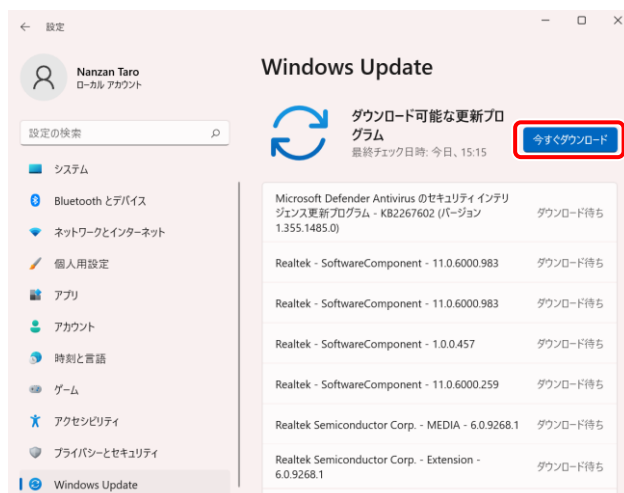 ← 設定
Nanzan Taro
ローカル アカウント
設定の検索
システム
Bluetooth とデバイス
ネットワークとインターネット
個人用設定
アプリ
アカウント
時刻と言語
ゲーム
アクセシビリティ
プライバシーとセキュリティ
Windows Update
Windows Update
ダウンロード可能な更新プロ
グラム
最終チェック日時: 今日、15:15
今すぐダウンロード
Microsoft Defender Antivirus のセキュリティ インテリ
ジェンス更新プログラム - KB2267602 (バージョン
1.355.1485.0)
ダウンロード待ち
Realtek - SoftwareComponent - 11.0.6000.983
ダウンロード待ち
Realtek - SoftwareComponent - 11.0.6000.983
ダウンロード待ち
Realtek - SoftwareComponent - 1.0.0.457
ダウンロード待ち
Realtek - SoftwareComponent - 11.0.6000.259
ダウンロード待ち
Realtek Semiconductor Corp. - MEDIA - 6.0.9268.1
ダウンロード待ち
Realtek Semiconductor Corp. - Extension -
6.0.9268.1
ダウンロード待ち